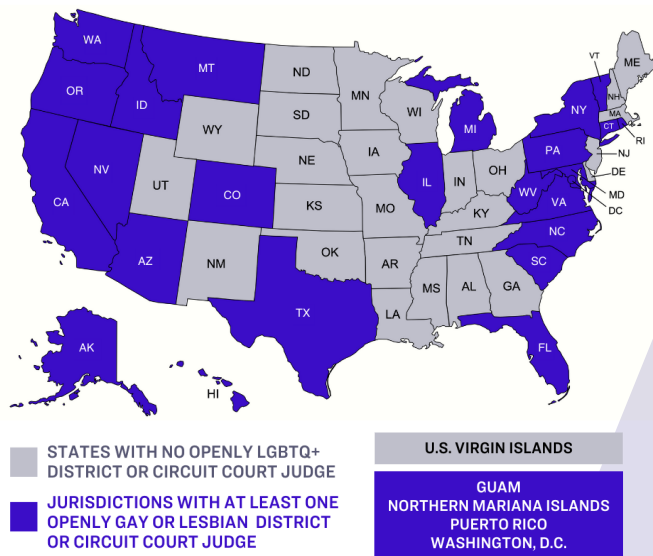 WA
MT
ND
MN
VT
ME
OR
ID
SD
WI
NH
NY
MA
WY
MI
CT
RI
IA
PA
NJ
NE
NV
OH
IL
IN
DE
UT
CO
WV
MD
CA
VA
DC
KS
MO
KY
NC
TN
OK
AZ
NM
AR
SC
MS
AL
GA
TX
LA
FL
AK
HI
STATES WITH NO OPENLY LGBTQ+
DISTRICT OR CIRCUIT COURT JUDGE
JURISDICTIONS WITH AT LEAST ONE
OPENLY GAY OR LESBIAN DISTRICT
OR CIRCUIT COURT JUDGE
U.S. VIRGIN ISLANDS
GUAM
NORTHERN MARIANA ISLANDS
PUERTO RICO
WASHINGTON, D.C.